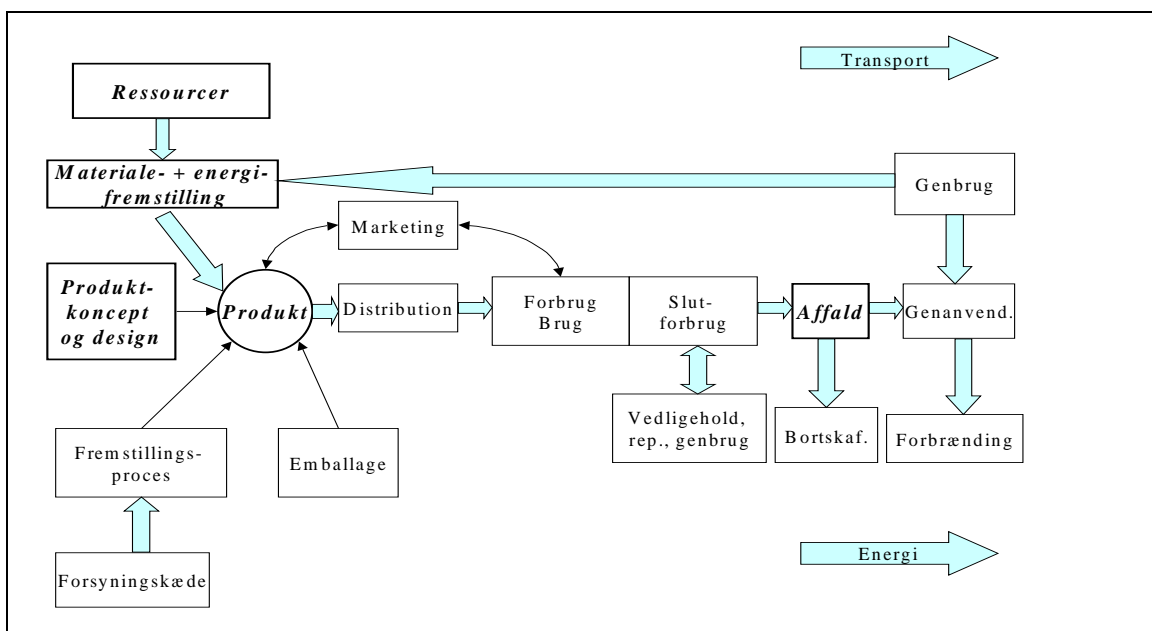 Transport
Ressourcer
Materiale- + energi-
fremstilling
Genbrug
Marketing
Produkt-
koncept
og design
Produkt
Distribution
Forbrug
Brug
Slut-
forbrug
Affald
Genanvend.
Vedligehold,
rep., genbrug
Bortskaf.
Forbrænding
Fremstillings-
proces
Emballage
Energi
Forsyningskæde